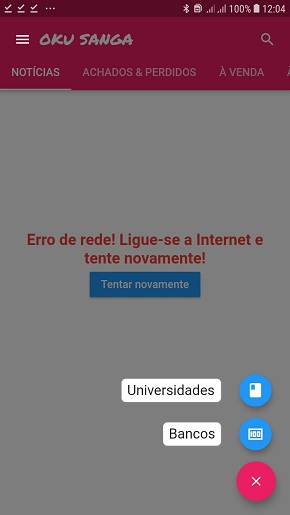 100% 12:04
OKU SANGA
NOTÍCIAS ACHADOS & PERDIDOS À VENDA
Erro de rede! Ligue-se a Internet e
tente novamente!
Tentar novamente
Universidades
Bancos